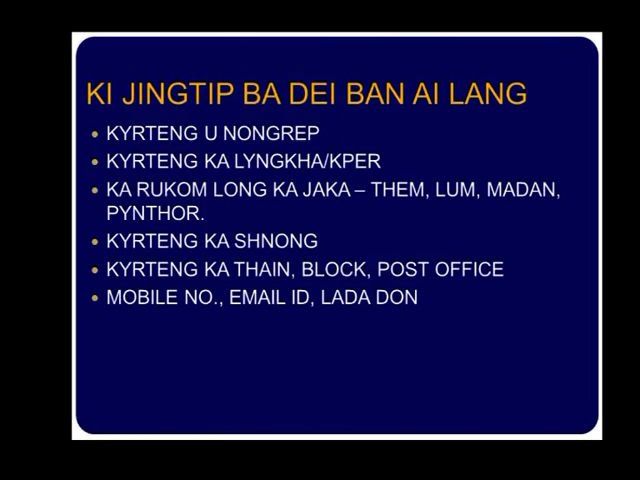 KI JINGTIP BA DEI BAN AI LANG
• KYRTENG U NONGREP
• KYRTENG KA LYNGKHA/KPER
• KA RUKOM LONG KA JAKA – THEM, LUM, MADAN,
PYNTHOR.
• KYRTENG KA SHNONG
• KYRTENG KA THAIN, BLOCK, POST OFFICE
• MOBILE NO., EMAIL ID, LADA DON